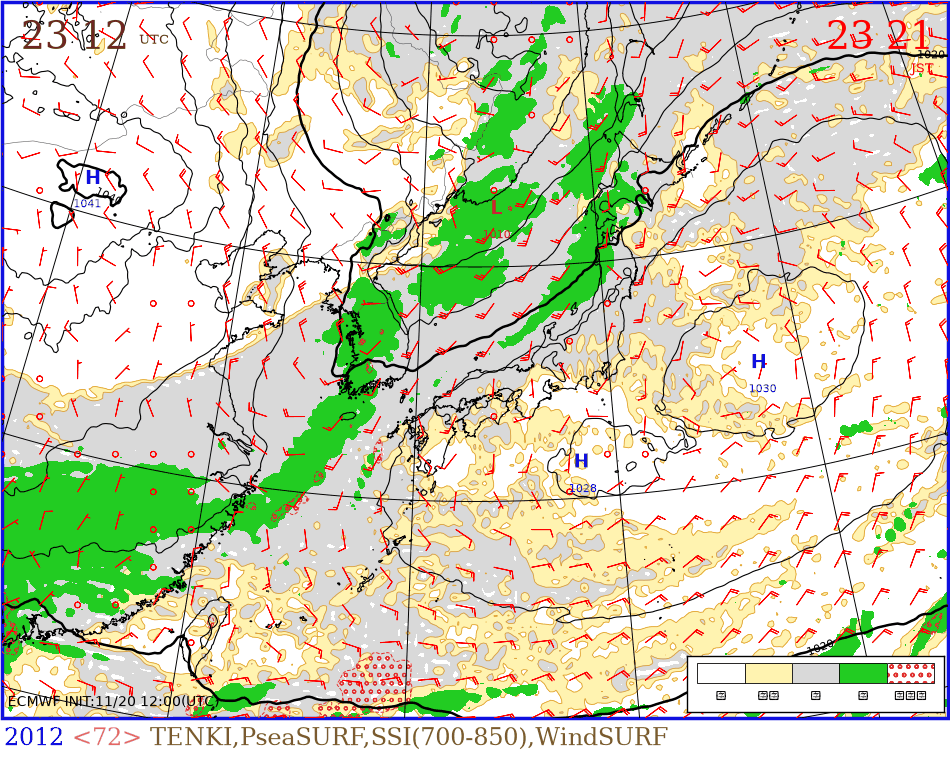 23 12 UTC
23 21
JST
1020
H
1041
L
1010
H
1030
H
1028
1020
ECMWF INIT:11/20 12:00(UTC)
2012 <72> TENKI,PseaSURF,SSI(700-850),WindSURF